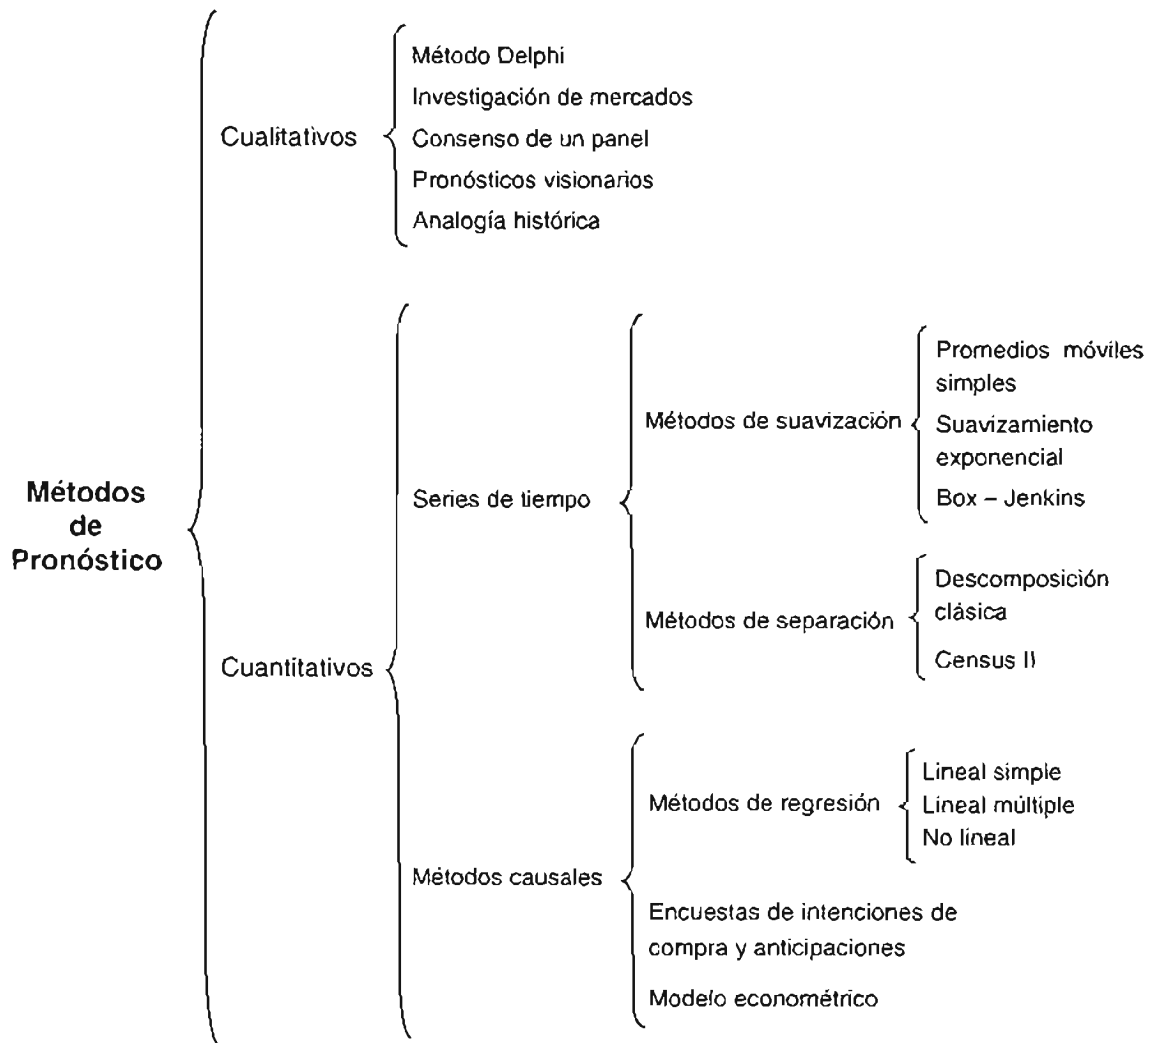 Métodos
de
Pronóstico
Cualitativos
Método Delphi
Investigación de mercados
Consenso de un panel
Pronósticos visionarios
Analogía histórica
Cuantitativos
Series de tiempo
Métodos de suavización
Promedios móviles
simples
Suavizamiento
exponencial
Box – Jenkins
Métodos de separación
Descomposición
clásica
Census II
Métodos causales
Métodos de regresión
Lineal simple
Lineal múltiple
No lineal
Encuestas de intenciones de
compra y anticipaciones
Modelo econométrico